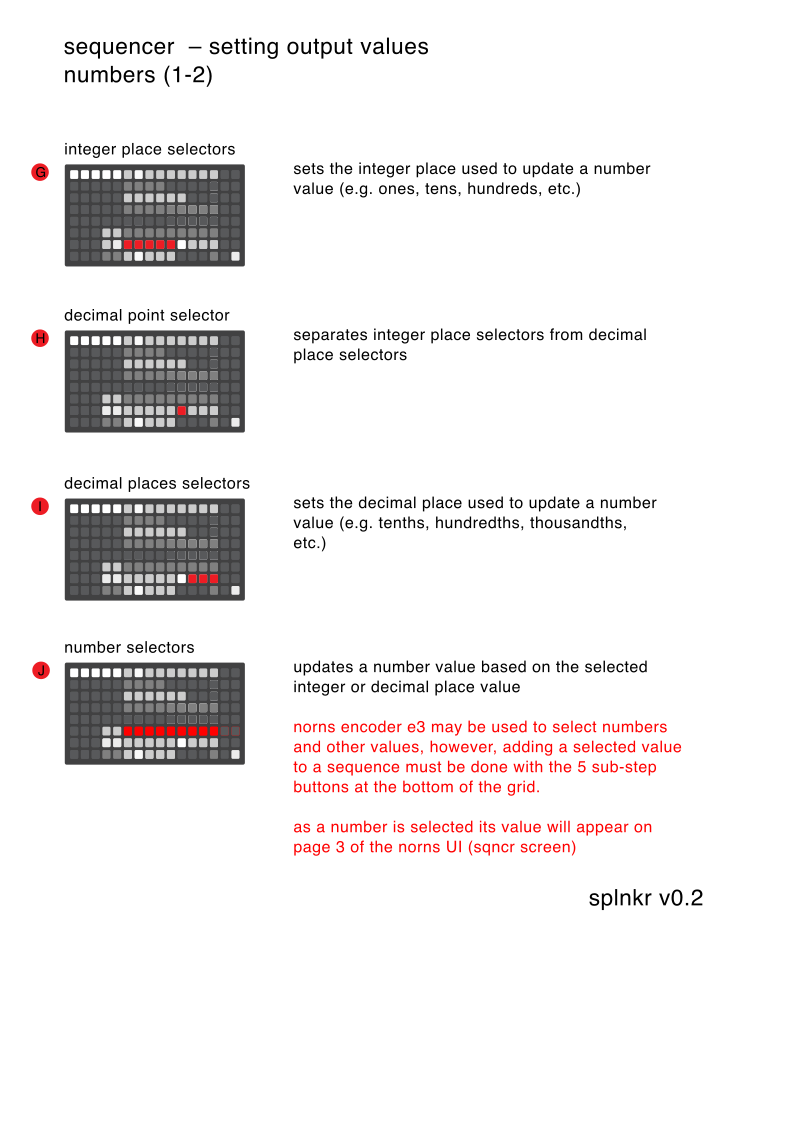 sequencer – setting output values
numbers (1-2)
integer place selectors
G
sets the integer place used to update a number
value (e.g. ones, tens, hundreds, etc.)
decimal point selector
H
separates integer place selectors from decimal
place selectors
decimal places selectors
I
sets the decimal place used to update a number
value (e.g. tenths, hundredths, thousandths,
etc.)
number selectors
J
updates a number value based on the selected
integer or decimal place value
norns encoder e3 may be used to select numbers
and other values, however, adding a selected value
to a sequence must be done with the 5 sub-step
buttons at the bottom of the grid.
as a number is selected its value will appear on
page 3 of the norns UI (sqncr screen)
splnkr v0.2